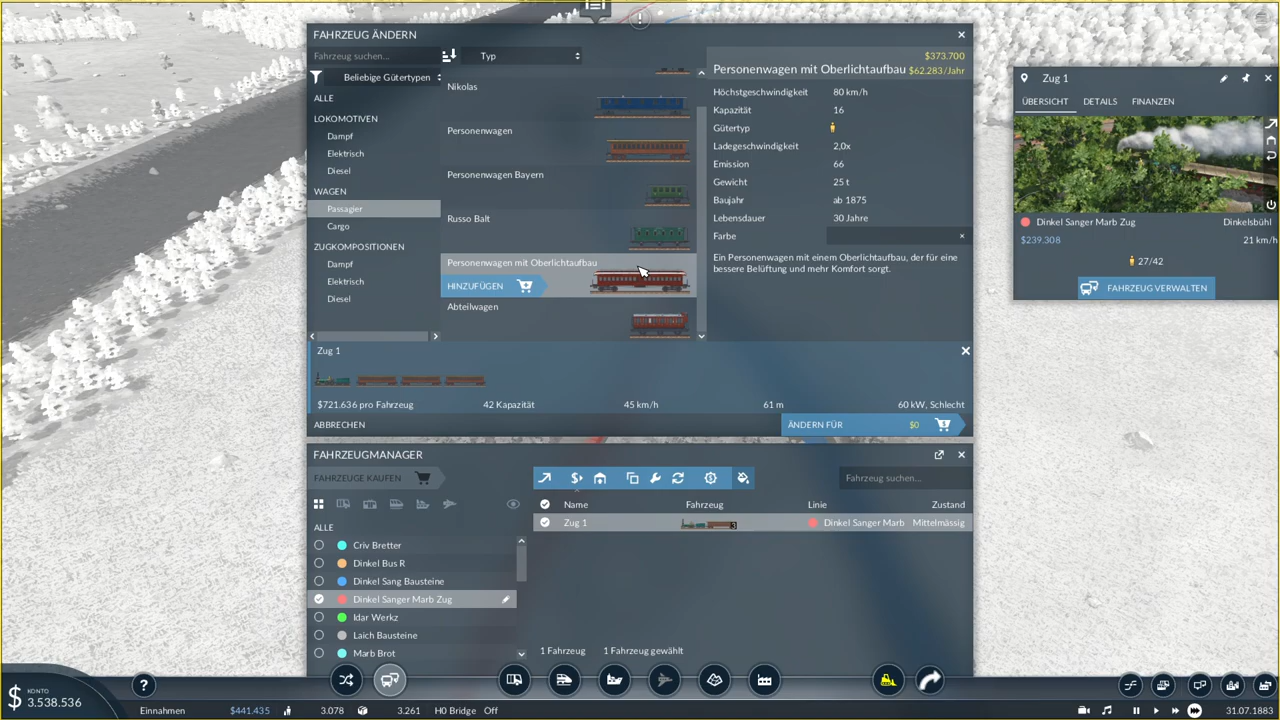 FAHRZEUG ÄNDERN
Fahrzeug suchen...
Typ
Beliebige Gütertypen
ALLE
LOKOMOTIVEN
Dampf
Elektrisch
Diesel
WAGEN
Passagier
Cargo
ZUGKOMPOSITIONEN
Dampf
Elektrisch
Diesel
Nikolas
Personenwagen
Personenwagen Bayern
Russo Balt
Personenwagen mit Oberlichtaufbau
HINZUFÜGEN
Abteilwagen
$373.700
Personenwagen mit Oberlichtaufbau $62.283/Jahr
Höchstgeschwindigkeit 80 km/h
Kapazität 16
Gütertyp
Ladegeschwindigkeit 2,0x
Emission 66
Gewicht 25 t
Baujahr ab 1875
Lebensdauer 30 Jahre
Farbe
Ein Personenwagen mit einem Oberlichtaufbau, der für eine
bessere Belüftung und mehr Komfort sorgt.
Zug 1
$721.636 pro Fahrzeug 42 Kapazität 45 km/h 61 m 60 kW, Schlecht
ABBRECHEN
ÄNDERN FÜR $0
Zug 1
ÜBERSICHT DETAILS FINANZEN
Dinkel Sanger Marb Zug Dinkelsbühl
$239.308 21 km/h
27/42
FAHRZEUG VERWALTEN
FAHRZEUGMANAGER
FAHRZEUGE KAUFEN
Fahrzeug suchen...
ALLE
Criv Bretter
Dinkel Bus R
Dinkel Sang Bausteine
Dinkel Sanger Marb Zug
Idar Werkz
Laich Bausteine
Marb Brot
Name Fahrzeug Linie Zustand
Zug 1 3 Dinkel Sanger Marb Mittelmässig
1 Fahrzeug 1 Fahrzeug gewählt
$ KONTO
3.538.536
?
Einnahmen $441.435 3.078 3.261 H0 Bridge Off
31.07.1883